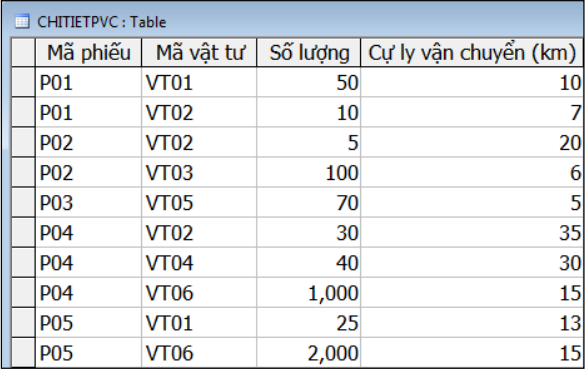 CHITIETPVC : Table
Mã phiếu Mã vật tư Số lượng Cự ly vận chuyển (km)
P01 VT01 50 10
P01 VT02 10 7
P02 VT02 5 20
P02 VT03 100 6
P03 VT05 70 5
P04 VT02 30 35
P04 VT04 40 30
P04 VT06 1,000 15
P05 VT01 25 13
P05 VT06 2,000 15